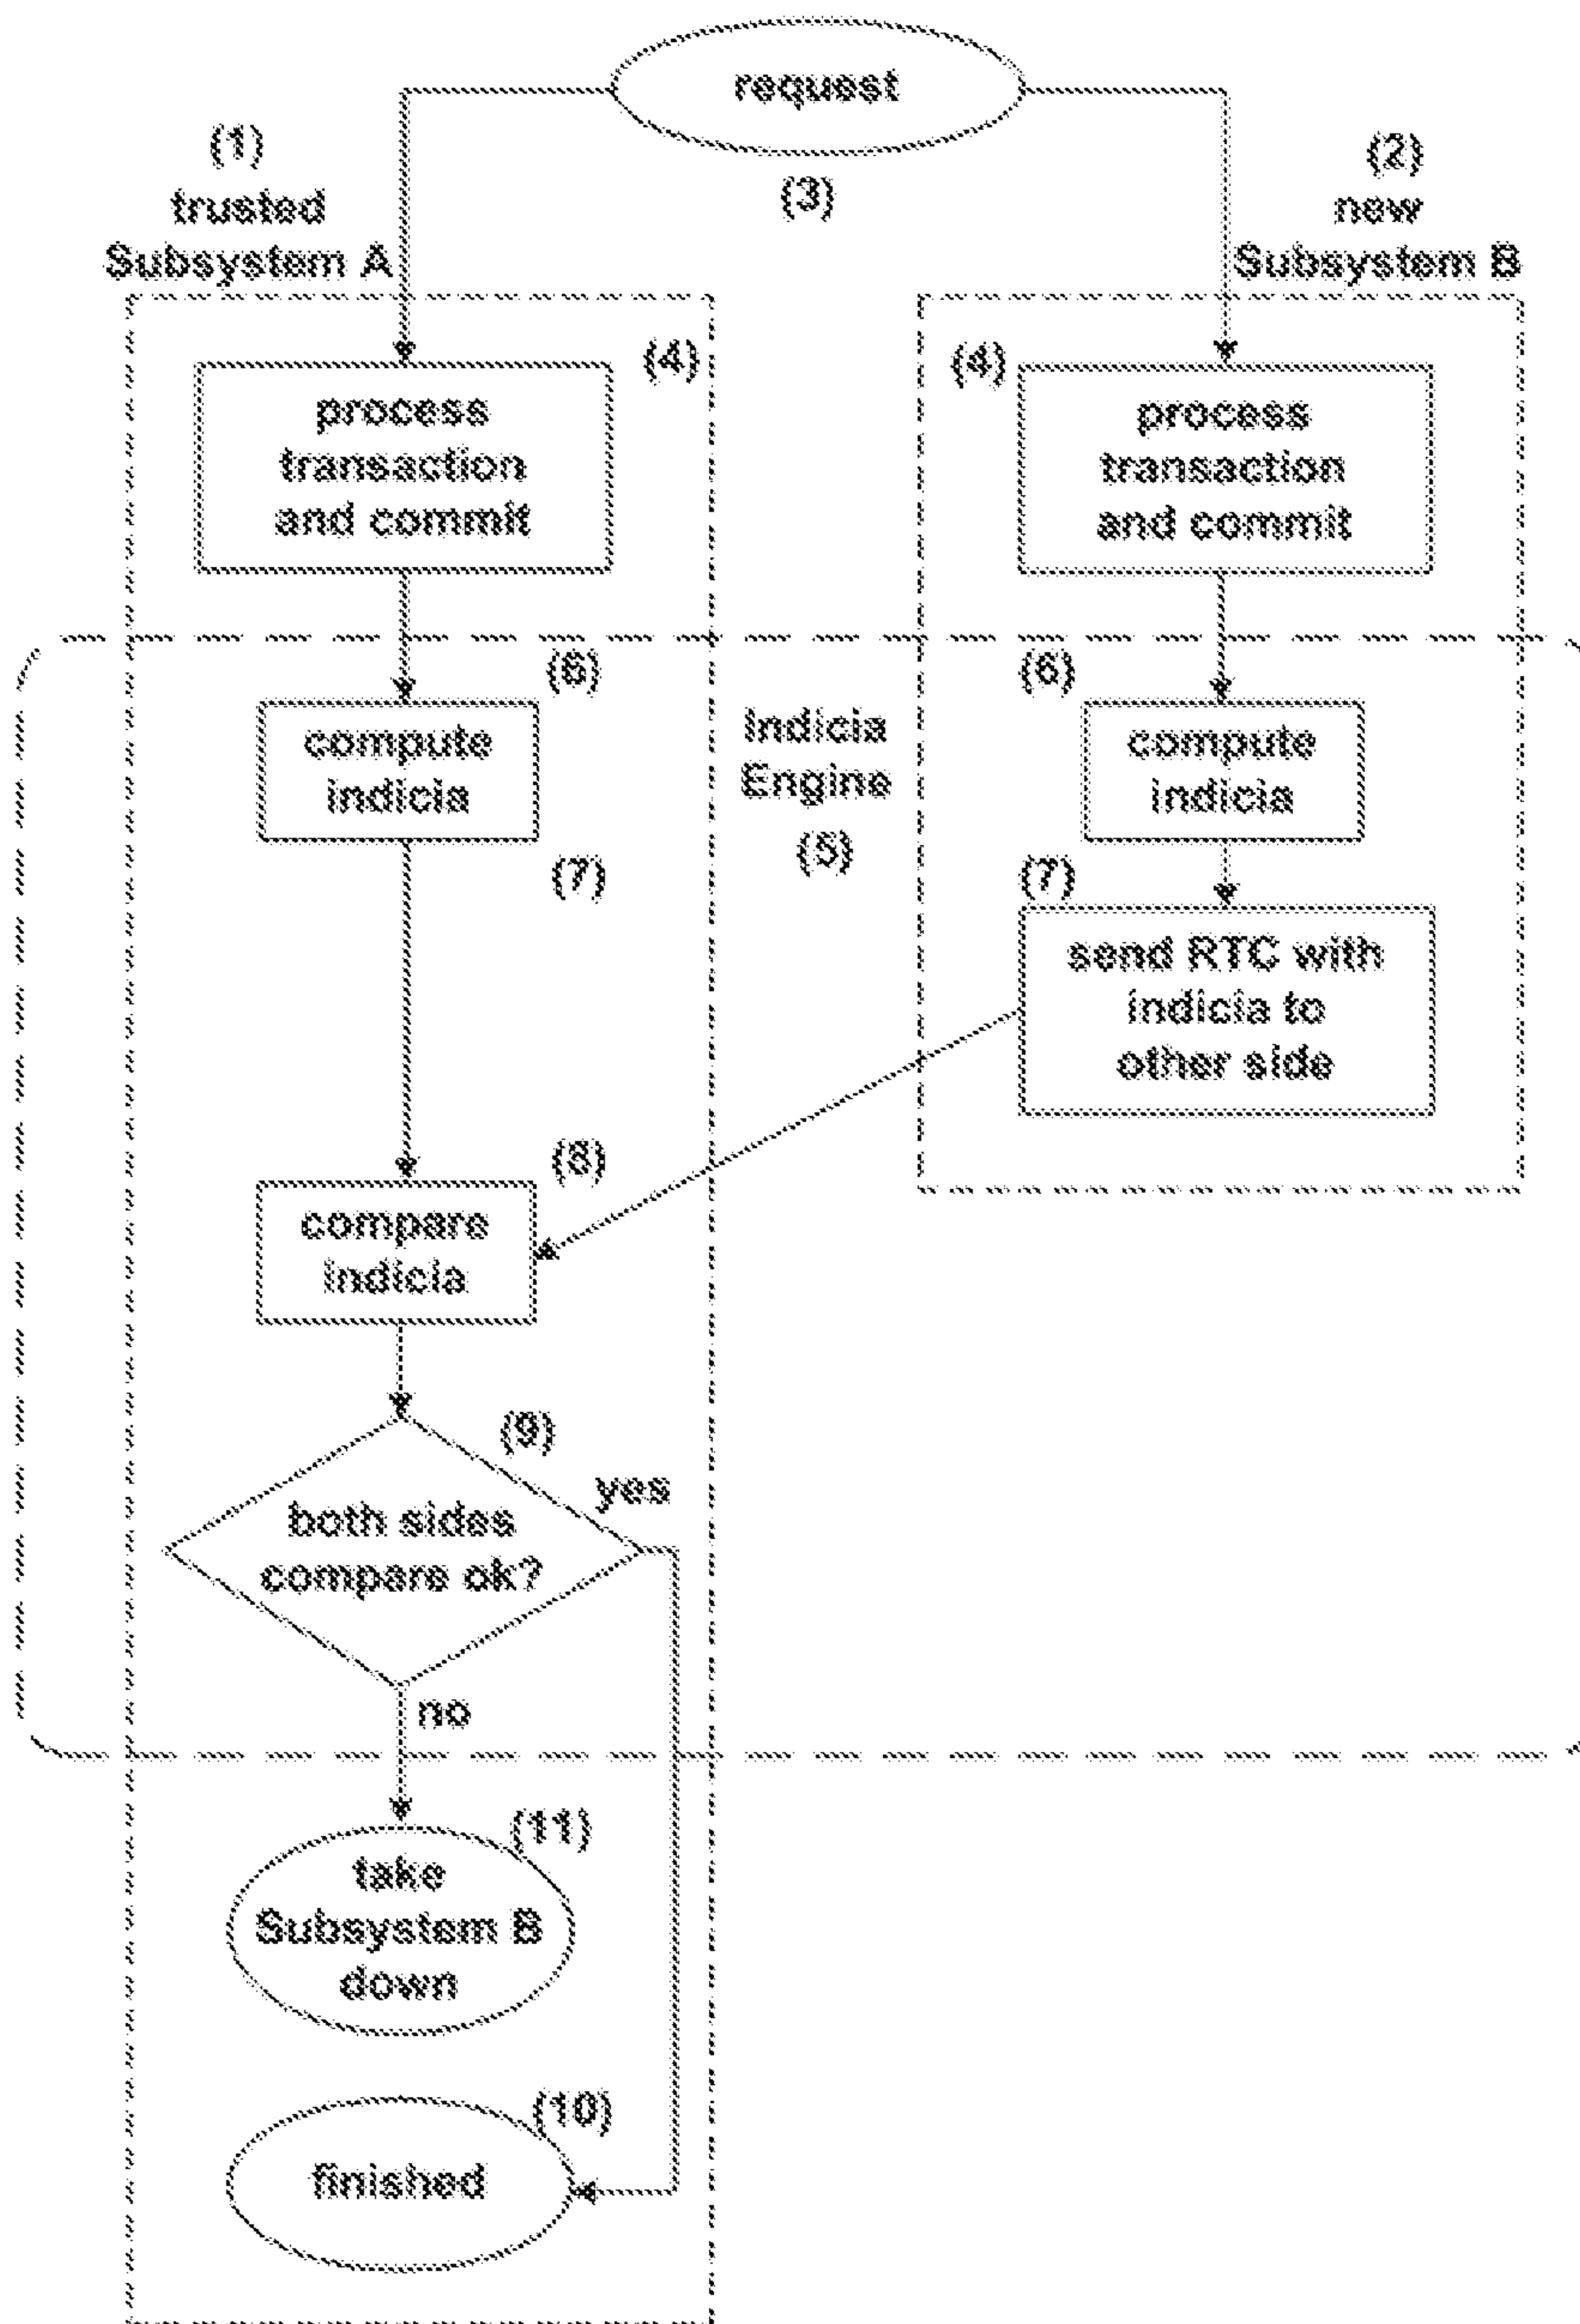 request
(3)
(1)
trusted
Subsystem A
(2)
new
Subsystem B
(4)
process
transaction
and commit
(4)
process
transaction
and commit
(6)
compute
indicia
(7)
Indicia
Engine
(5)
(6)
compute
indicia
(7)
send RTC with
indicia to
other side
(8)
compare
indicia
(9)
yes
both sides
compare ok?
no
(11)
take
Subsystem B
down
(10)
finished